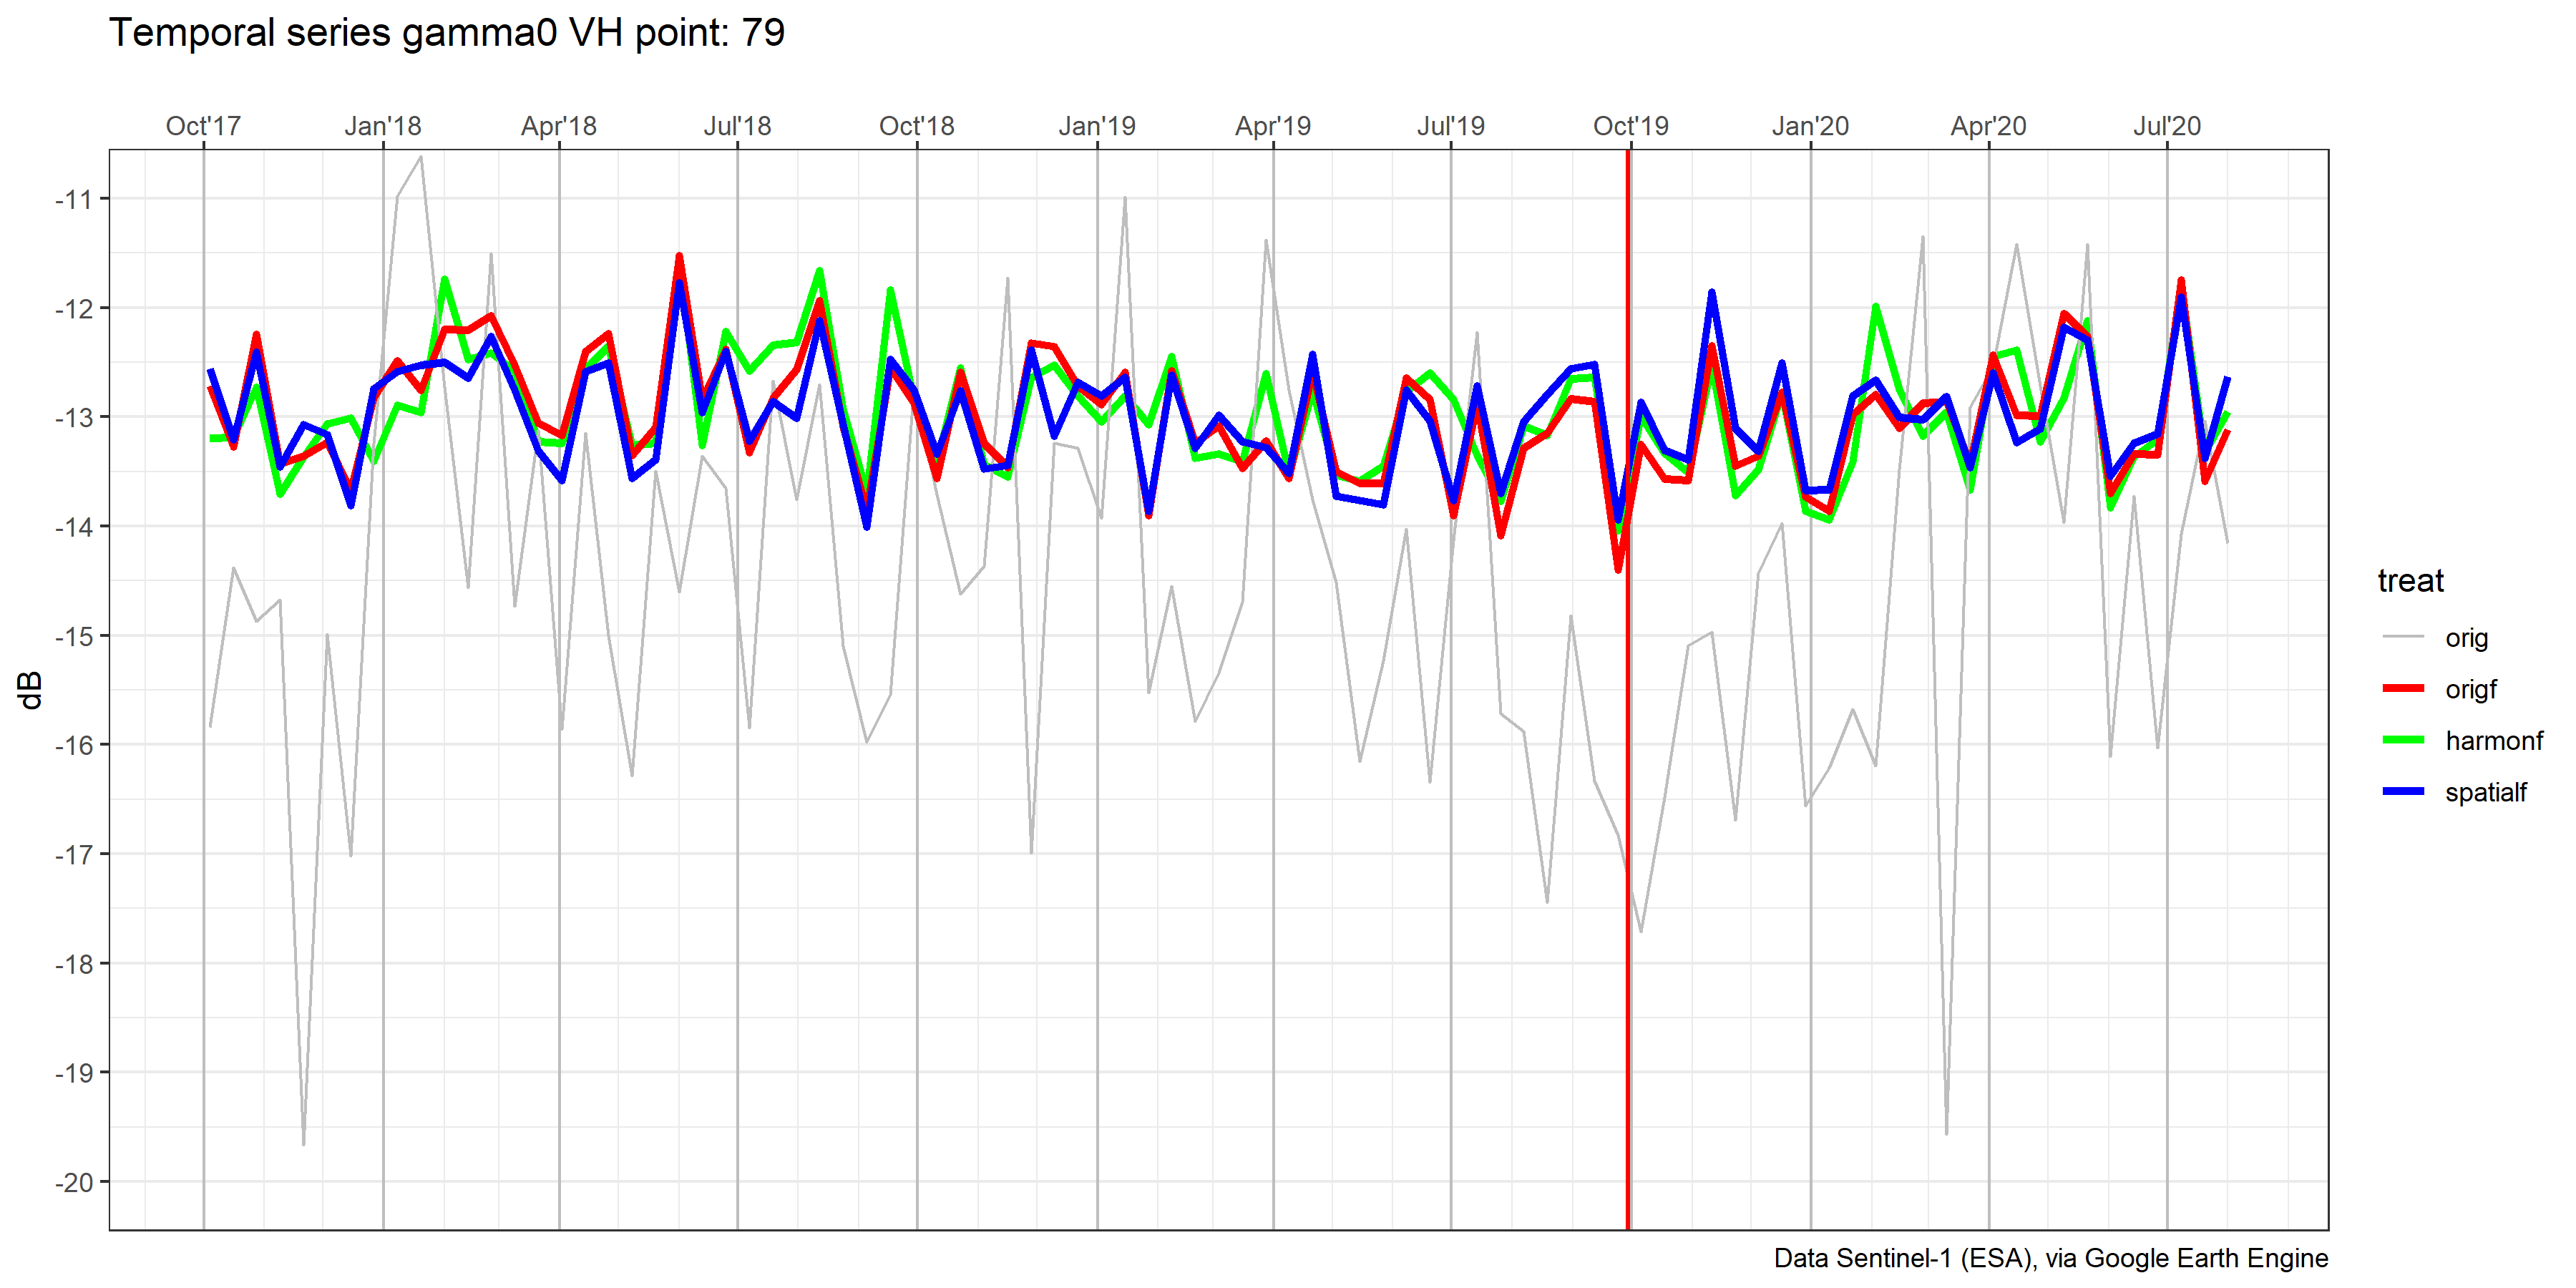 Temporal series gamma0 VH point: 79
Oct'17 Jan'18 Apr'18 Jul'18 Oct'18 Jan'19 Apr'19 Jul'19 Oct'19 Jan'20 Apr'20 Jul'20
-11
-12
-13
-14
-15
-16
-17
-18
-19
-20
dB
treat
orig
origf
harmonf
spatialf
Data Sentinel-1 (ESA), via Google Earth Engine